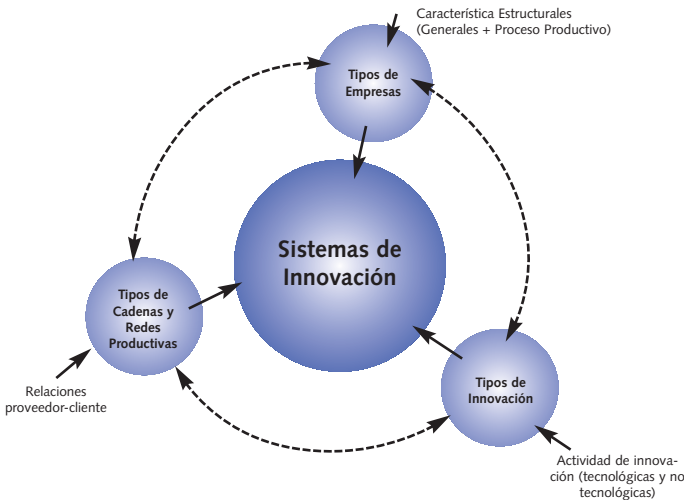 Característica Estructurales
(Generales + Proceso Productivo)
Tipos de
Empresas
Sistemas de
Innovación
Tipos de
Cadenas y
Redes
Productivas
Relaciones
proveedor-cliente
Tipos de
Innovación
Actividad de innova-
ción (tecnológicas y no
tecnológicas)